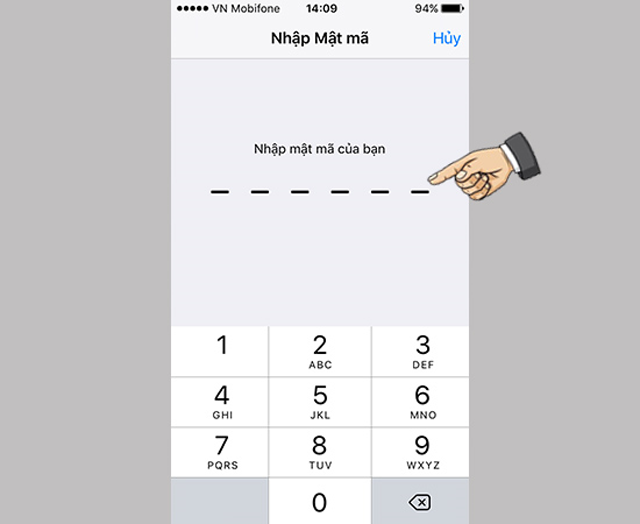 VN Mobifone 14:09 94%
Nhập Mật mã Hủy
Nhập mật mã của bạn
1 2 3
ABC DEF
4 5 6
GHI JKL MNO
7 8 9
PQRS TUV WXYZ
0